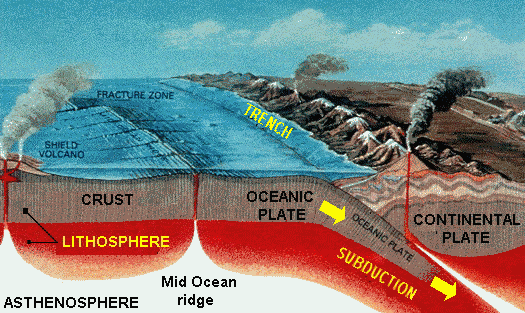 FRACTURE ZONE
TRENCH
SHIELD
VOLCANO
CRUST
OCEANIC
PLATE
OCEANIC PLATE
CONTINENTAL
PLATE
LITHOSPHERE
SUBDUCTION
Mid Ocean
ridge
ASTHENOSPHERE